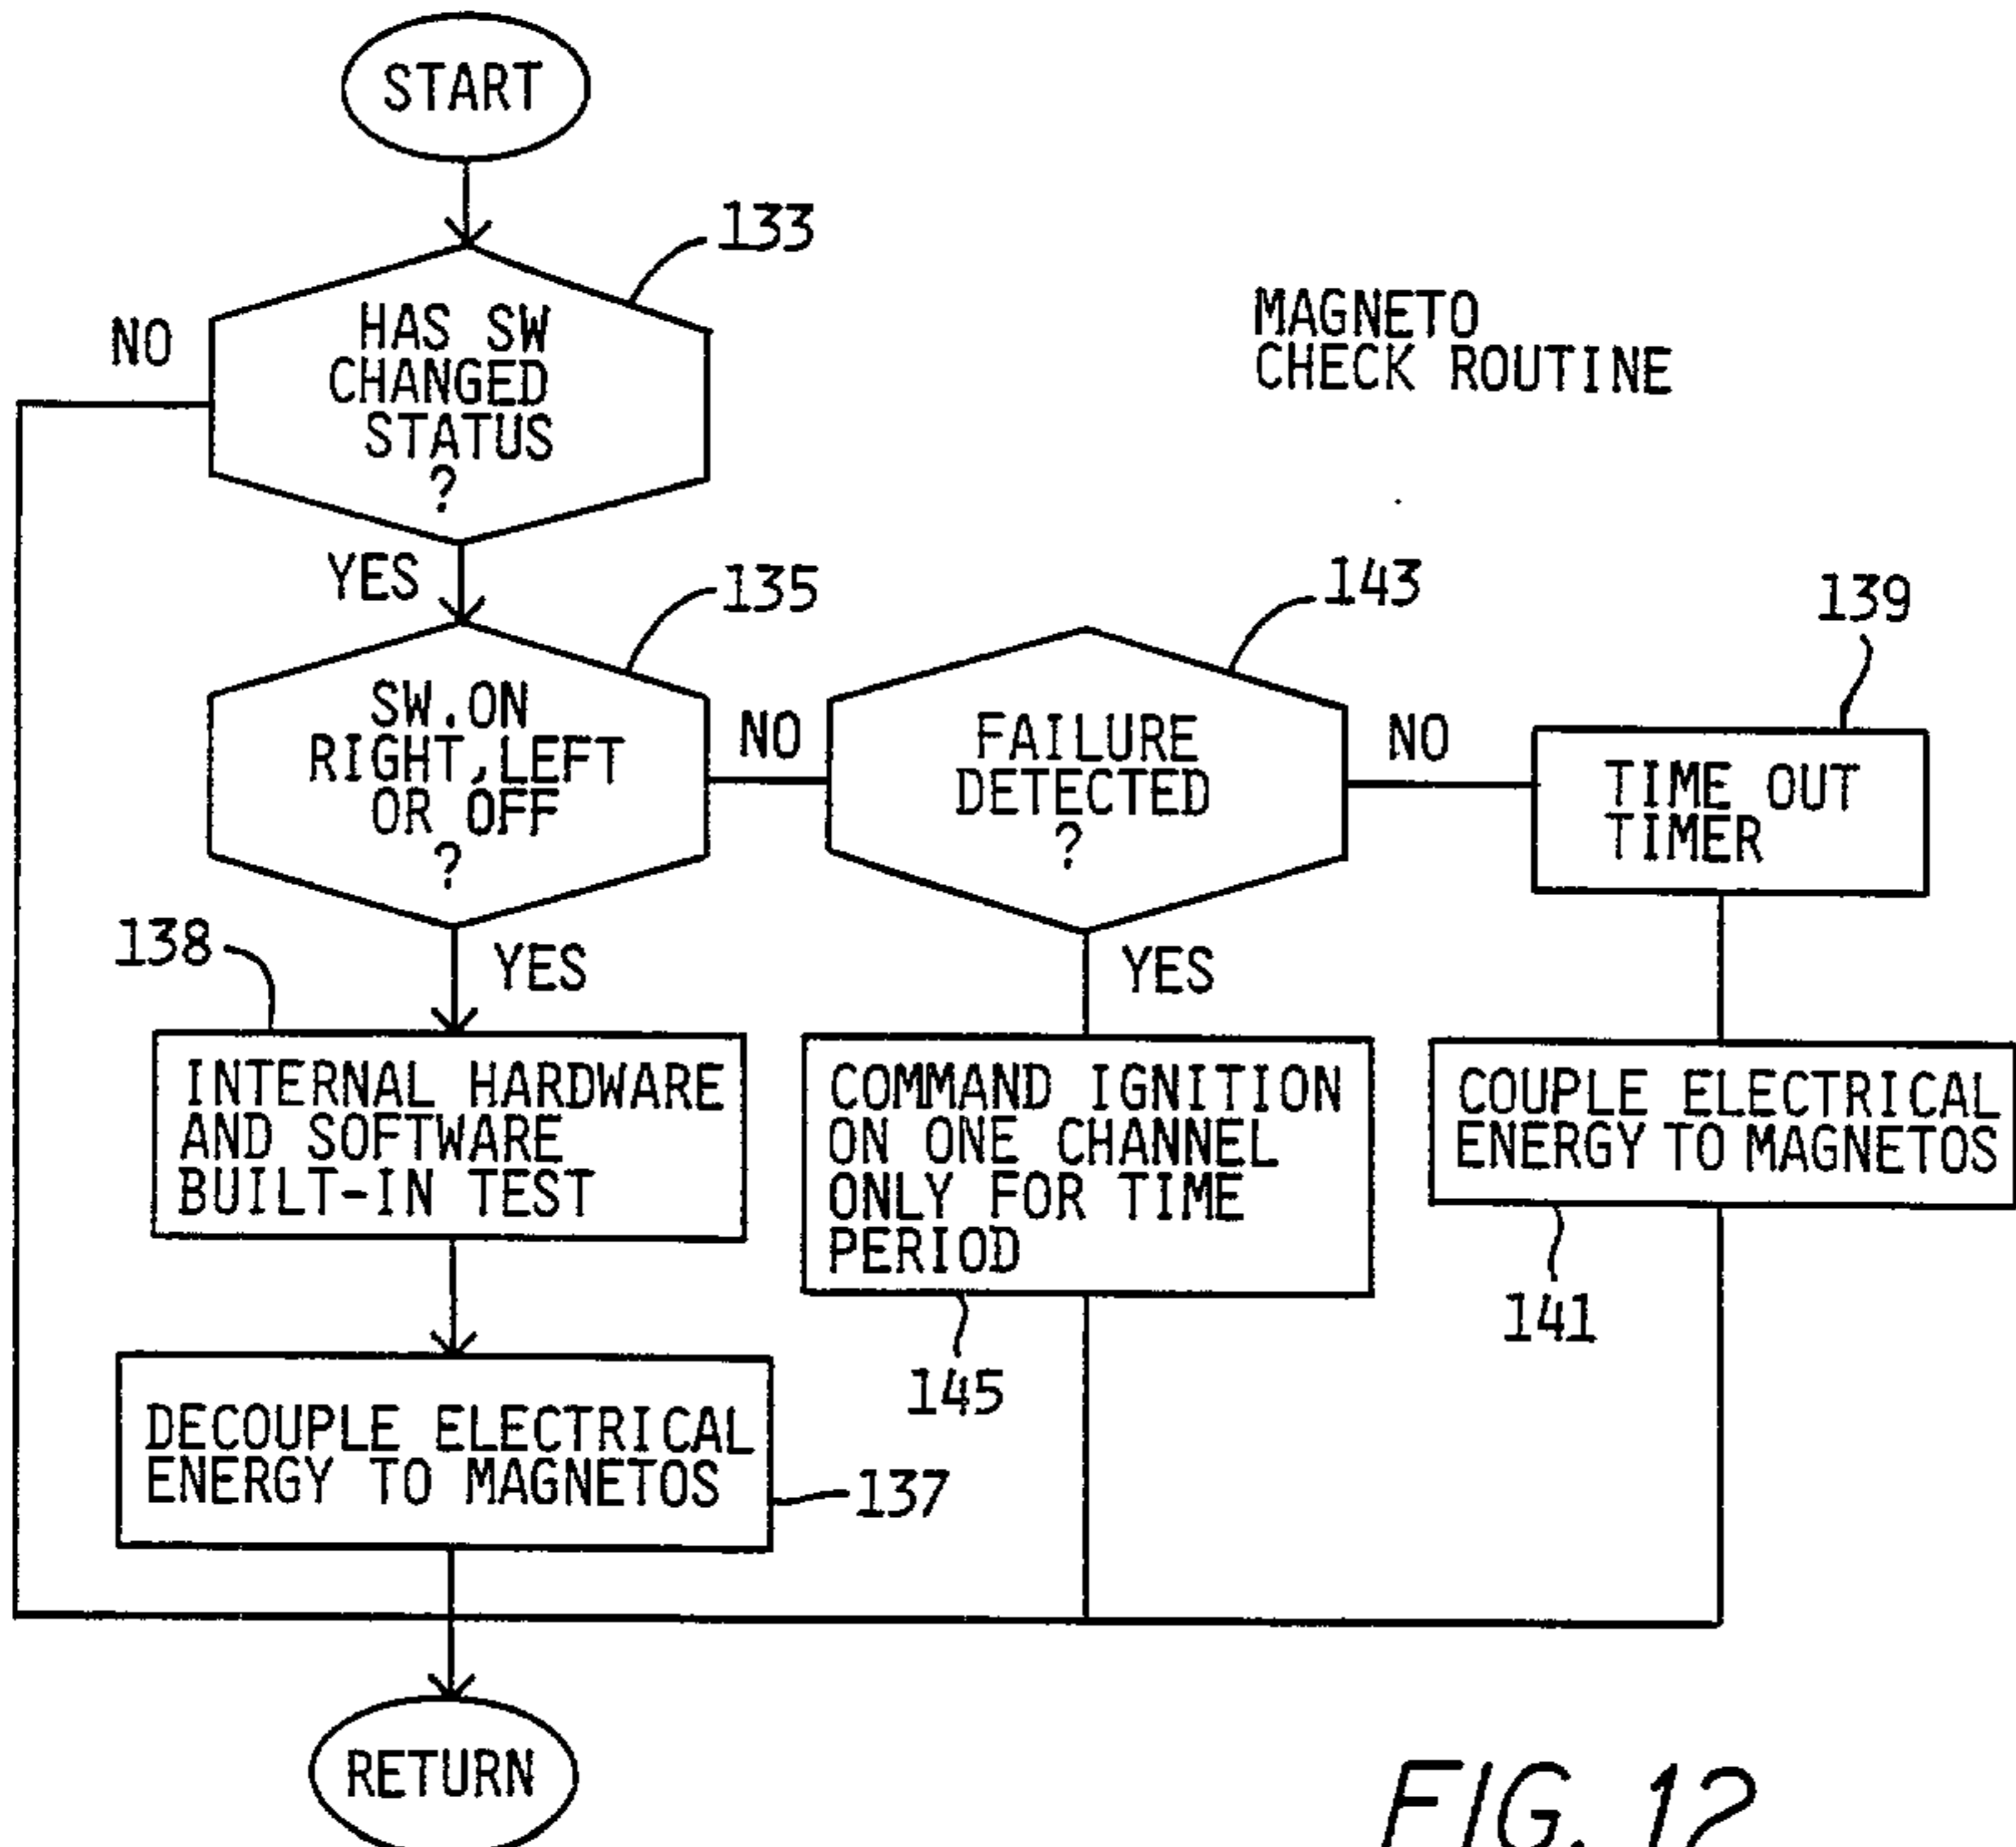 START
133
NO
HAS SW
CHANGED
STATUS
?
MAGNETO
CHECK ROUTINE
YES
135
143
139
SW.ON
RIGHT,LEFT
OR OFF
?
NO
FAILURE
DETECTED
?
NO
TIME OUT
TIMER
138
YES
YES
INTERNAL HARDWARE
AND SOFTWARE
BUILT-IN TEST
COMMAND IGNITION
ON ONE CHANNEL
ONLY FOR TIME
PERIOD
COUPLE ELECTRICAL
ENERGY TO MAGNETOS
141
145
DECOUPLE ELECTRICAL
ENERGY TO MAGNETOS
137
RETURN
FIG. 12